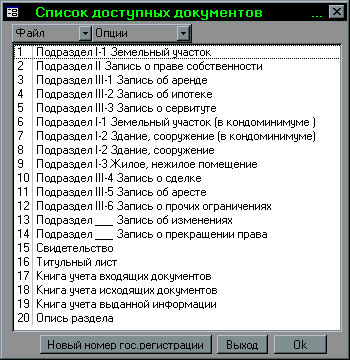 Список доступных документов ...
Файл Опции
1 Подраздел I-1 Земельный участок
2 Подраздел II Запись о праве собственности
3 Подраздел III-1 Запись об аренде
4 Подраздел III-2 Запись об ипотеке
5 Подраздел III-3 Запись о сервитуте
6 Подраздел I-1 Земельный участок (в кондоминимуме )
7 Подраздел I-2 Здание, сооружение (в кондоминимуме)
8 Подраздел I-2 Здание, сооружение
9 Подраздел I-3 Жилое, нежилое помещение
10 Подраздел III-4 Запись о сделке
11 Подраздел III-5 Запись об аресте
12 Подраздел III-6 Запись о прочих ограничениях
13 Подраздел ___ Запись об изменениях
14 Подраздел ___ Запись о прекращении права
15 Свидетельство
16 Титульный лист
17 Книга учета входящих документов
18 Книга учета исходящих документов
19 Книга учета выданной информации
20 Опись раздела
Новый номер гос.регистрации Выход Ok